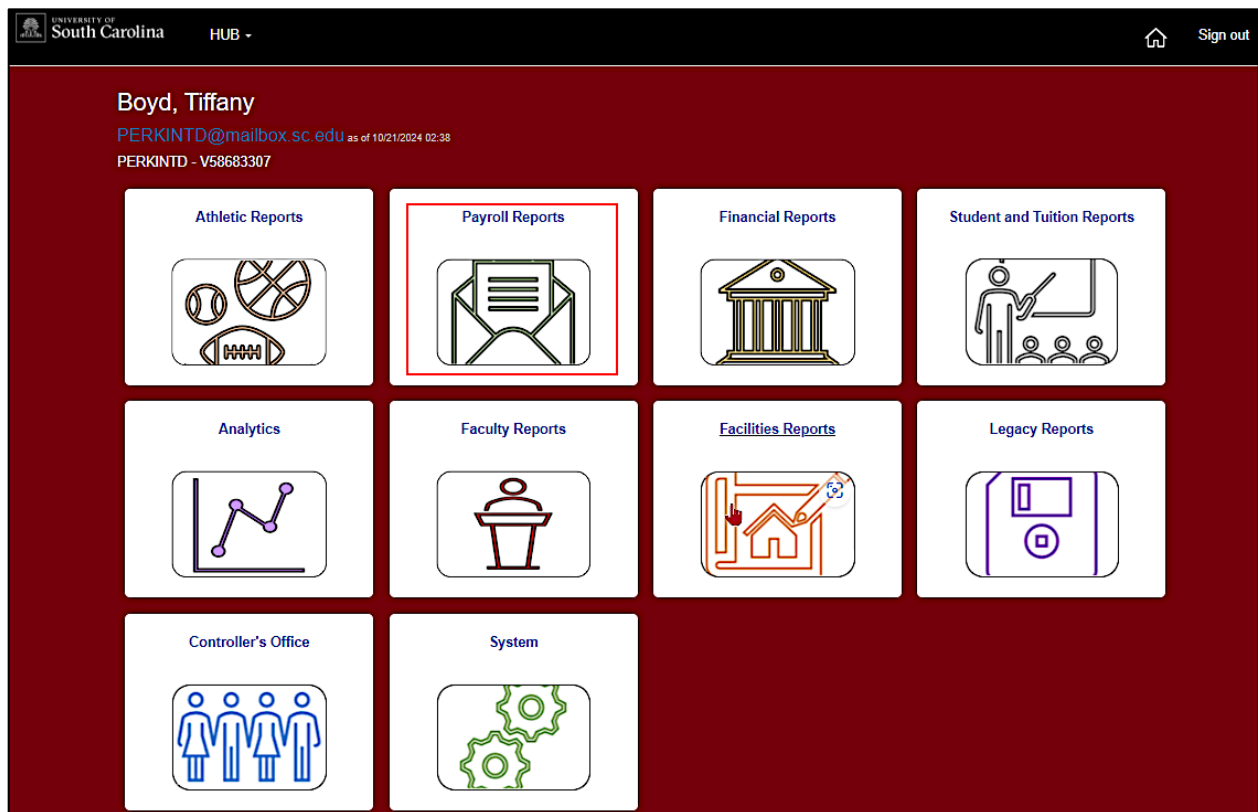 UNIVERSITY OF
South Carolina
HUB
Sign out
Boyd, Tiffany
PERKINTD@mailbox.sc.edu as of 10/21/2024 02:38
PERKINTD - V58683307
Athletic Reports
Payroll Reports
Financial Reports
Student and Tuition Reports
Analytics
Faculty Reports
Facilities Reports
Legacy Reports
Controller's Office
System